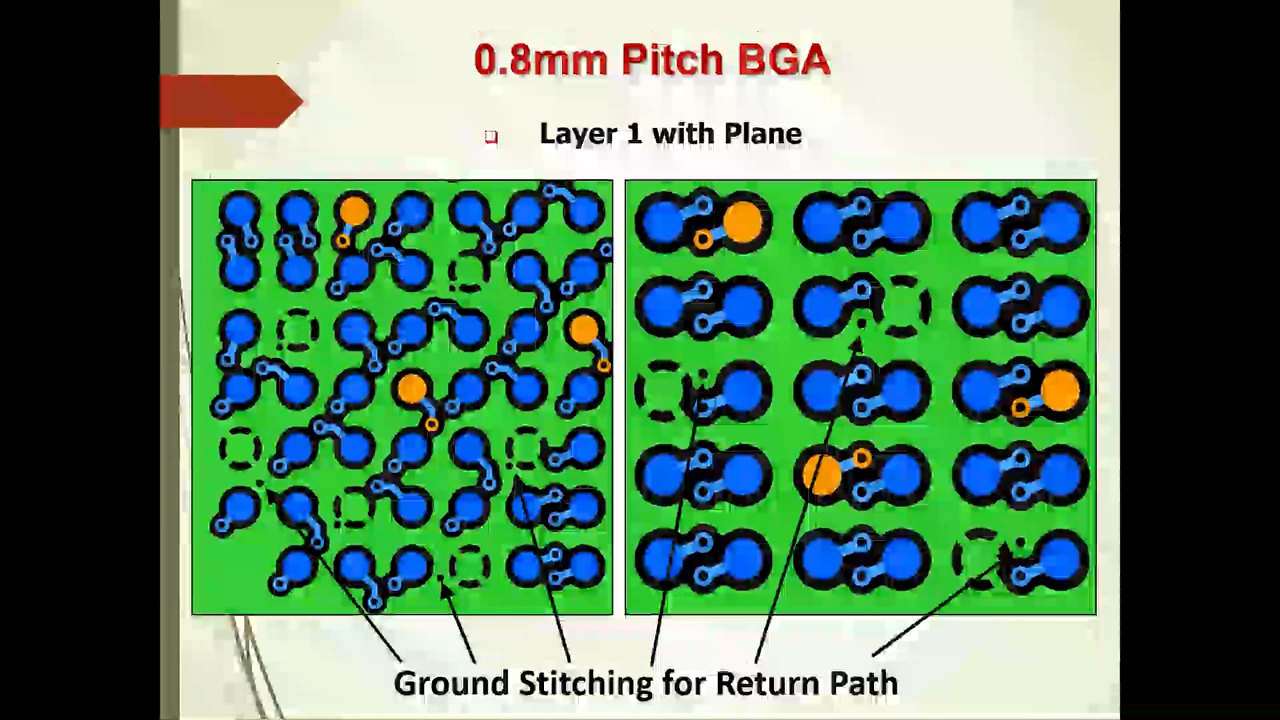 0.8mm Pitch BGA
Layer 1 with Plane
Ground Stitching for Return Path